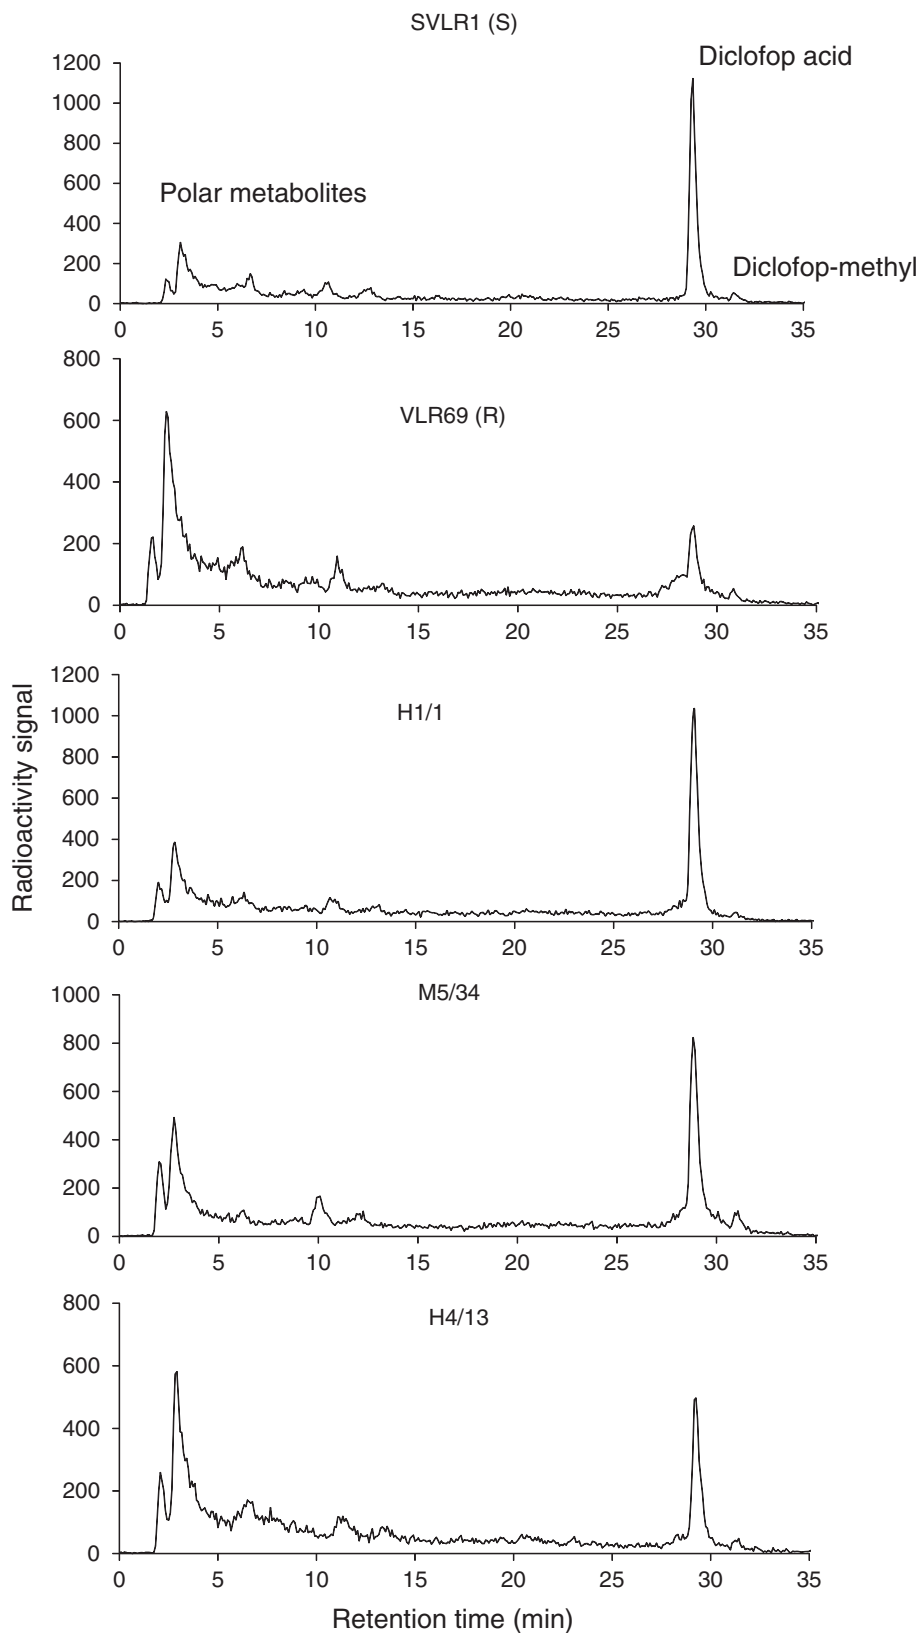 SVLR1 (S)
Diclofop acid
1200
1000
800
600
400
200
0
Polar metabolites
Diclofop-methyl
0 5 10 15 20 25 30 35
VLR69 (R)
800
600
400
200
0
0 5 10 15 20 25 30 35
H1/1
1200
1000
800
600
400
200
0
0 5 10 15 20 25 30 35
Radioactivity signal
M5/34
1000
800
600
400
200
0
0 5 10 15 20 25 30 35
H4/13
800
600
400
200
0
0 5 10 15 20 25 30 35
Retention time (min)